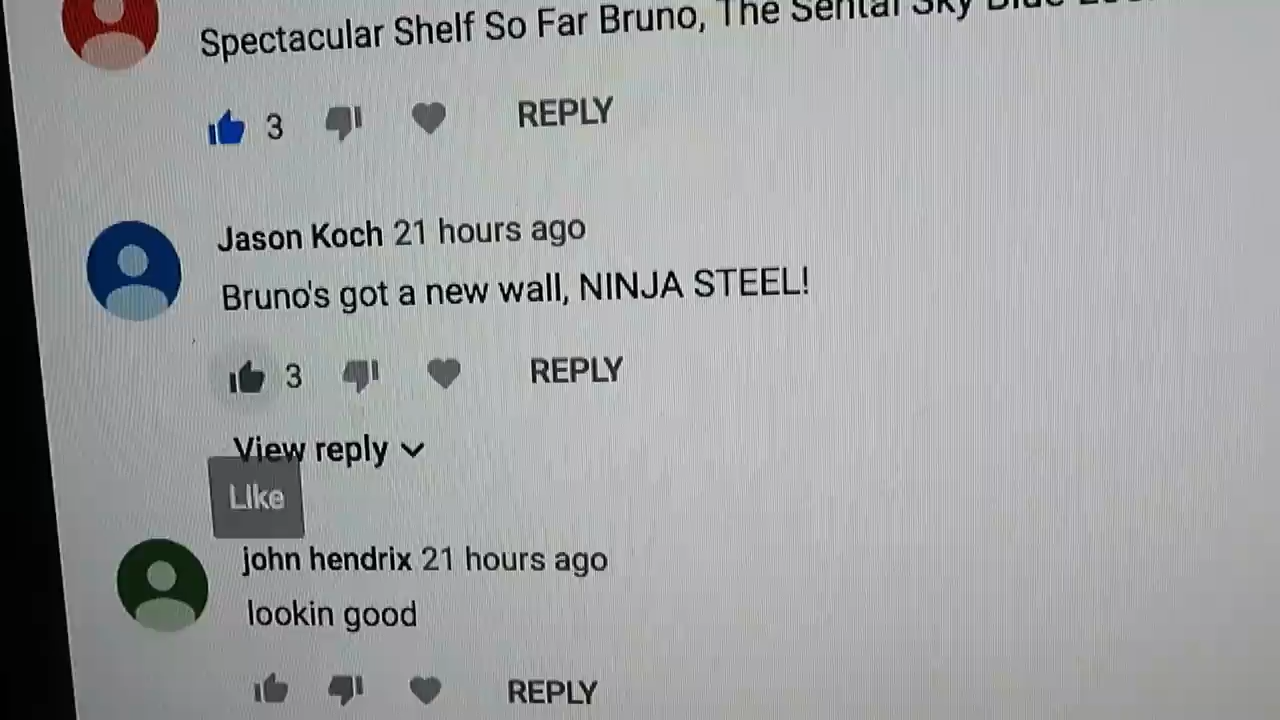 Spectacular Shelf So Far Bruno, The Sentai Sky Blue
3 REPLY
Jason Koch 21 hours ago
Bruno's got a new wall, NINJA STEEL!
3 REPLY
View reply
Like
john hendrix 21 hours ago
lookin good
REPLY